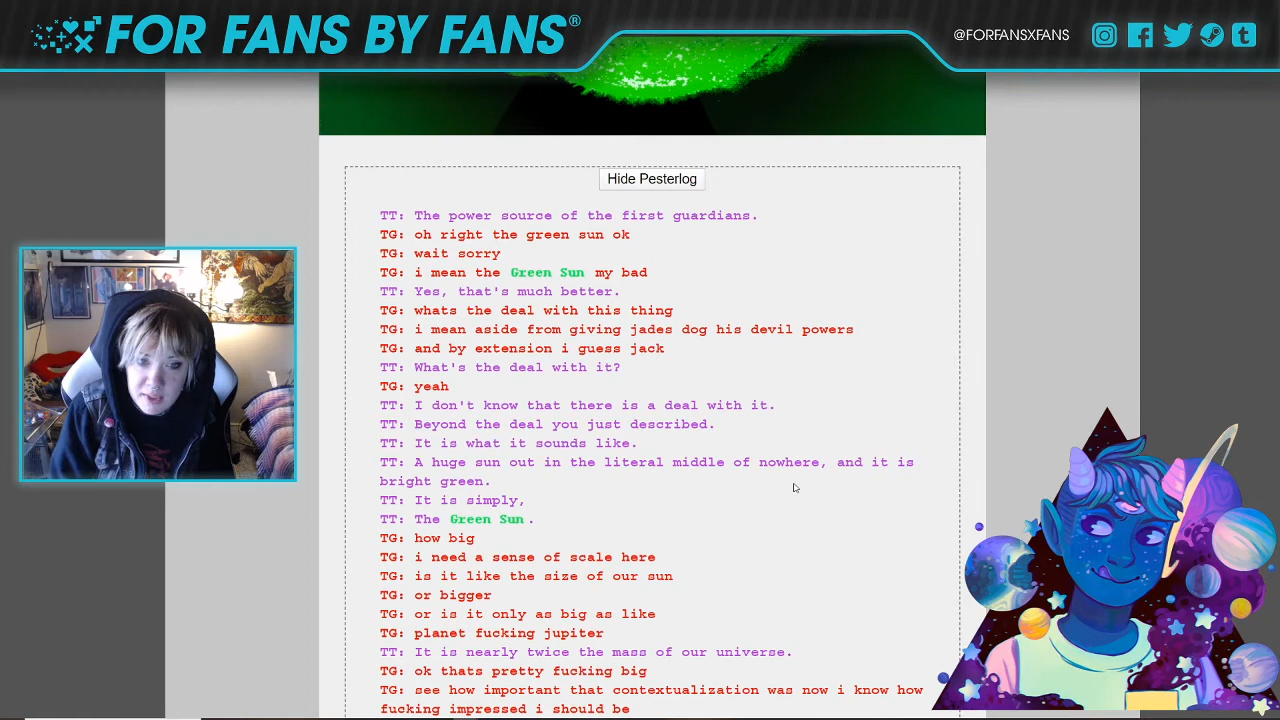 FOR FANS BY FANS®
@FORFANSXFANS
Hide Pesterlog
TT: The power source of the first guardians.
TG: oh right the green sun ok
TG: wait sorry
TG: i mean the Green Sun my bad
TT: Yes, that's much better.
TG: whats the deal with this thing
TG: i mean aside from giving jades dog his devil powers
TG: and by extension i guess jack
TT: What's the deal with it?
TG: yeah
TT: I don't know that there is a deal with it.
TT: Beyond the deal you just described.
TT: It is what it sounds like.
TT: A huge sun out in the literal middle of nowhere, and it is
bright green.
TT: It is simply,
TT: The Green Sun.
TG: how big
TG: i need a sense of scale here
TG: is it like the size of our sun
TG: or bigger
TG: or is it only as big as like
TG: planet fucking jupiter
TT: It is nearly twice the mass of our universe.
TG: ok thats pretty fucking big
TG: see how important that contextualization was now i know how
fucking impressed i should be